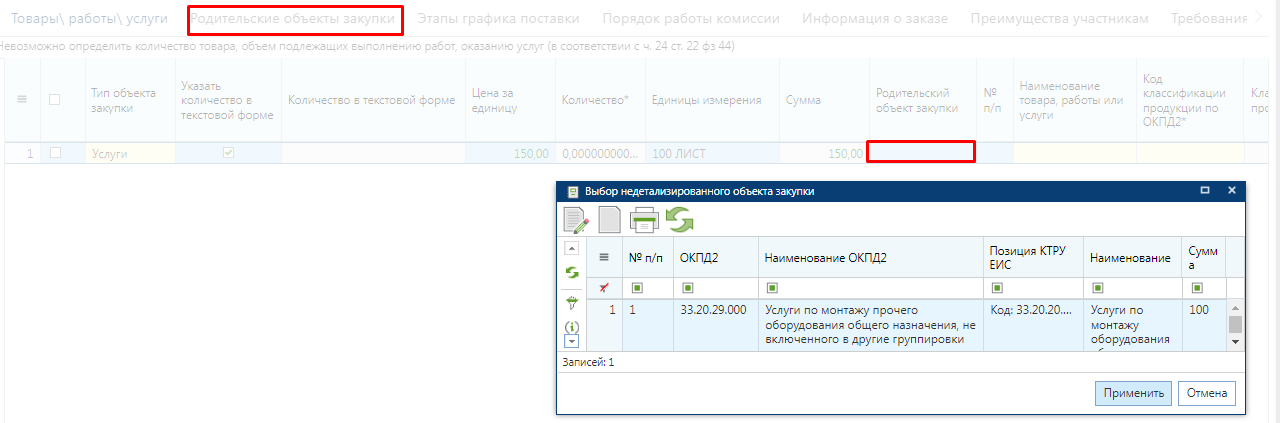 Товары\ работы\ услуги Родительские объекты закупки Этапы графика поставки Порядок работы комиссии Информация о заказе Преимущества участникам Требования
Невозможно определить количество товара, объем подлежащих выполнению работ, оказанию услуг (в соответствии с ч. 24 ст. 22 фз 44)
Тип объекта закупки
Указать количество в текстовой форме
Количество в текстовой форме
Цена за единицу
Количество*
Единицы измерения
Сумма
Родительский объект закупки
№ п/п
Наименование товара, работы или услуги
Код классификации продукции по ОКПД2*
Кла
про
1 Услуги 150,00 0,000000000... 100 ЛИСТ 150,00
Выбор недетализированного объекта закупки
№ п/п
ОКПД2
Наименование ОКПД2
Позиция КТРУ
ЕИС
Наименование
Сумм
а
1 1 33.20.29.000
Услуги по монтажу прочего
оборудования общего назначения, не
включенного в другие группировки
Код: 33.20.20....
Услуги по
монтажу
оборудования
100
Записей: 1
Применить Отмена